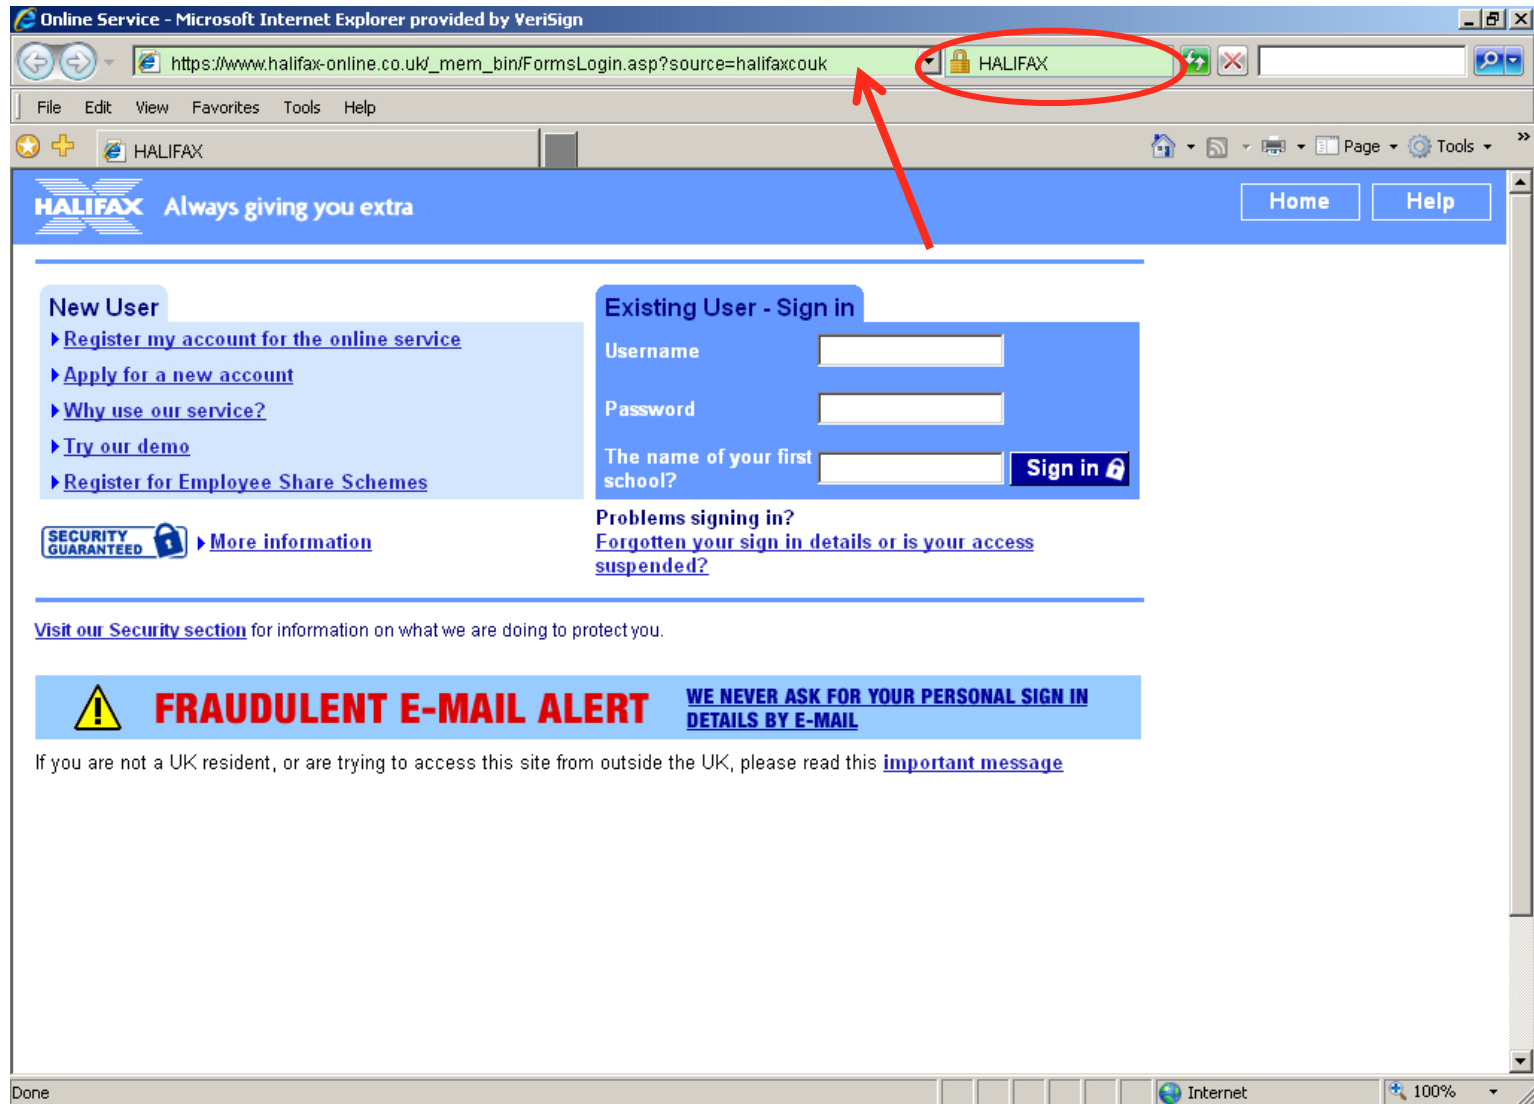 Online Service - Microsoft Internet Explorer provided by VeriSign
https://www.halifax-online.co.uk/_mem_bin/FormsLogin.asp?source=halifaxcouk
HALIFAX
File Edit View Favorites Tools Help
HALIFAX
Page Tools »
HALIFAX Always giving you extra
Home Help
New User
Register my account for the online service
Apply for a new account
Why use our service?
Try our demo
Register for Employee Share Schemes
SECURITY
GUARANTEED
More information
Existing User - Sign in
Username
Password
The name of your first
school?
Sign in
Problems signing in?
Forgotten your sign in details or is your access
suspended?
Visit our Security section for information on what we are doing to protect you.
FRAUDULENT E-MAIL ALERT
WE NEVER ASK FOR YOUR PERSONAL SIGN IN
DETAILS BY E-MAIL
If you are not a UK resident, or are trying to access this site from outside the UK, please read this important message
Done
Internet
100%